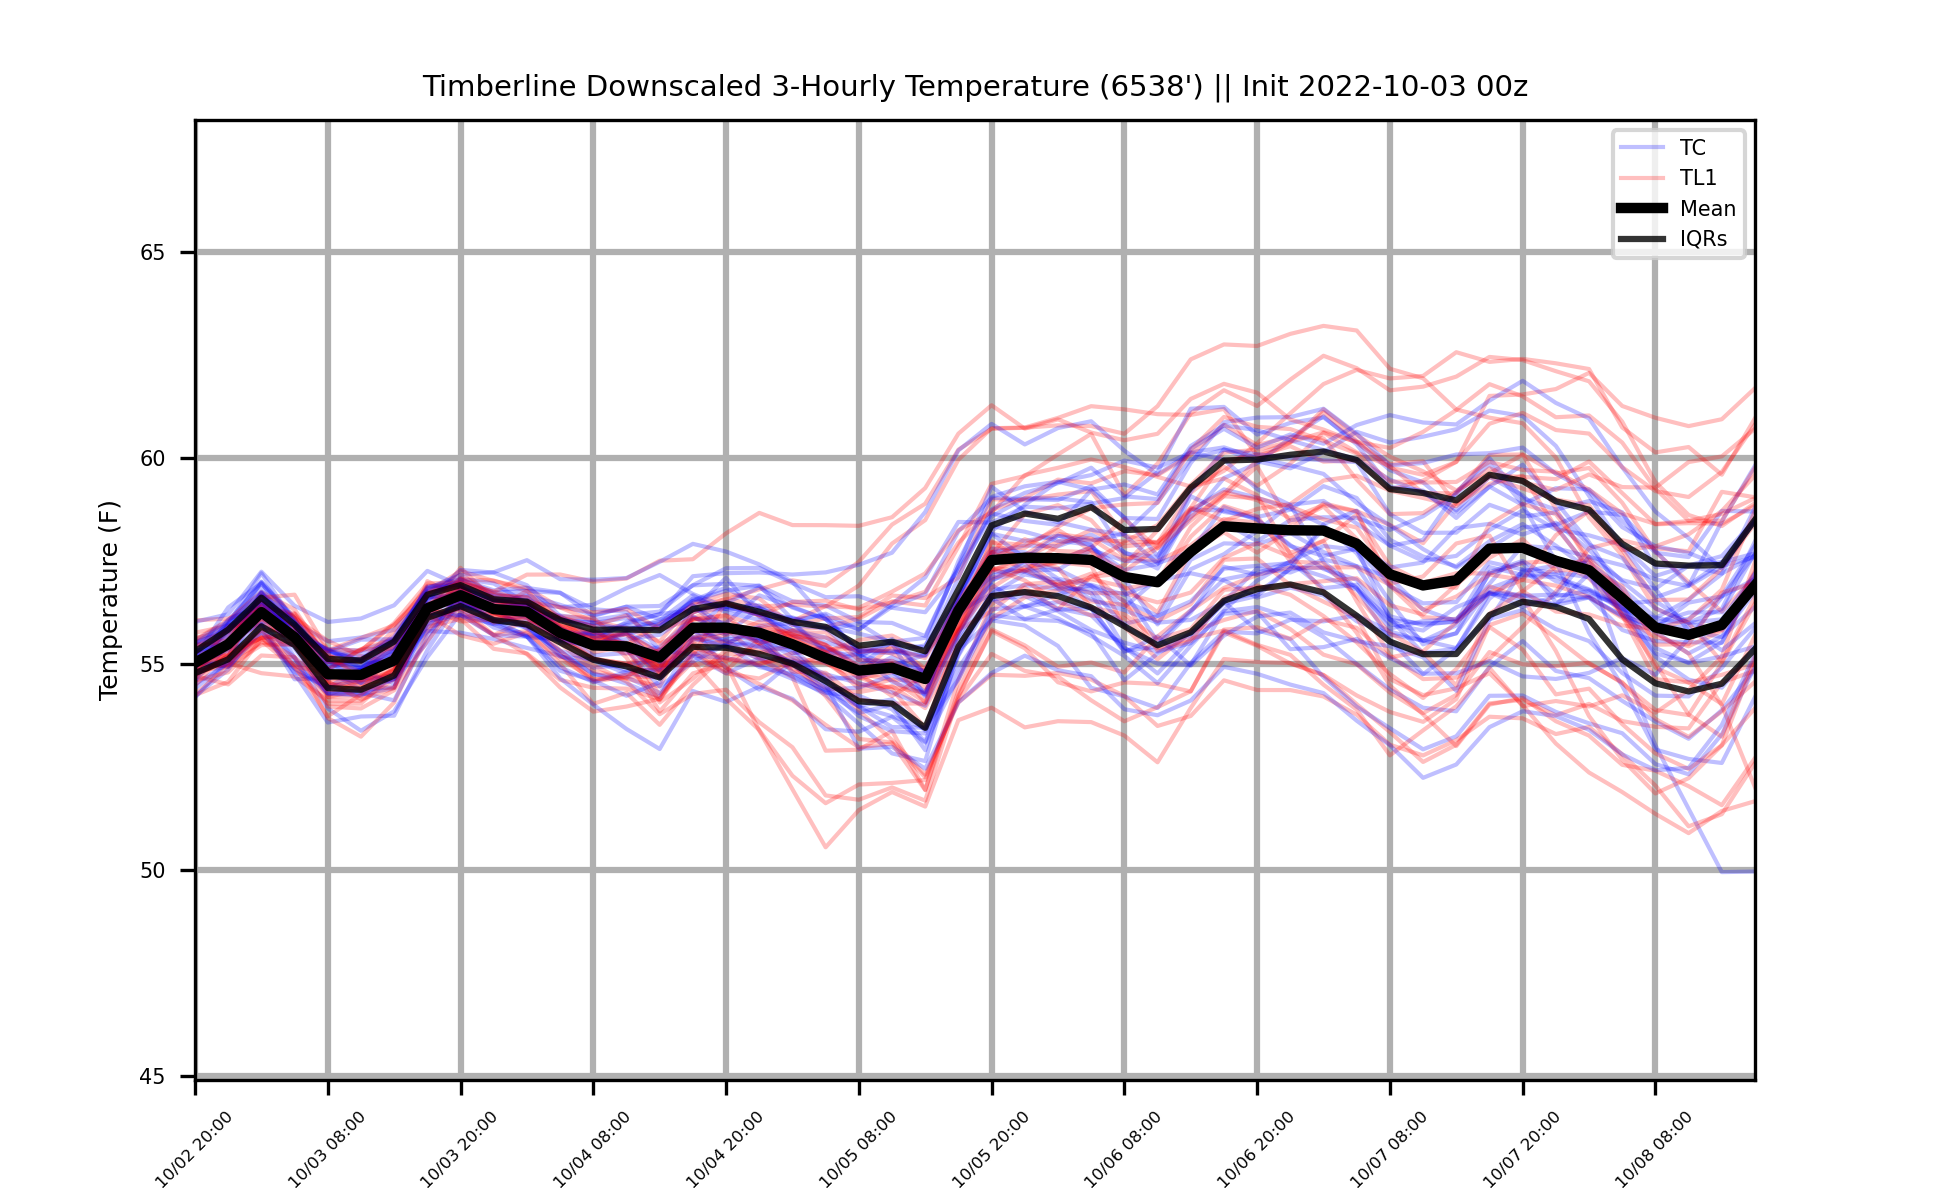 Timberline Downscaled 3-Hourly Temperature (6538') || Init 2022-10-03 00z
TC
TL1
Mean
IQRs
Temperature (F)
65
60
55
50
45
10/02 20:00
10/03 08:00
10/03 20:00
10/04 08:00
10/04 20:00
10/05 08:00
10/05 20:00
10/06 08:00
10/06 20:00
10/07 08:00
10/07 20:00
10/08 08:00